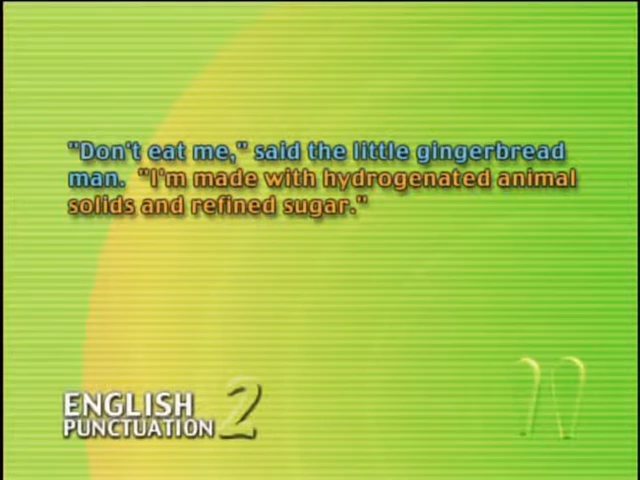 "Don't eat me," said the little gingerbread
man. "I'm made with hydrogenated animal
solids and refined sugar."
ENGLISH
PUNCTUATION 2